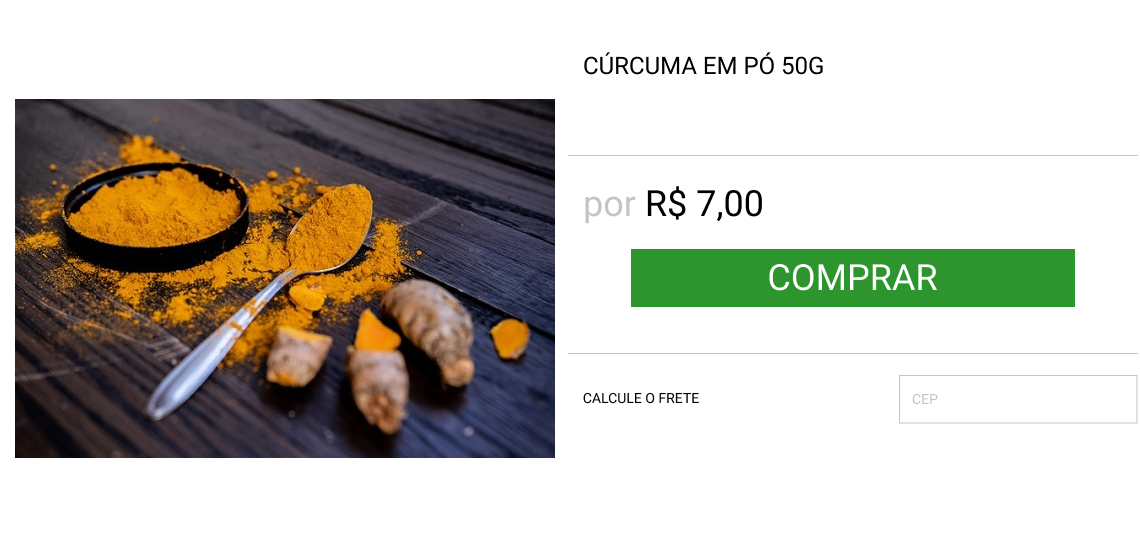 CÚRCUMA EM PÓ 50G
por R$ 7,00
COMPRAR
CALCULE O FRETE
CEP